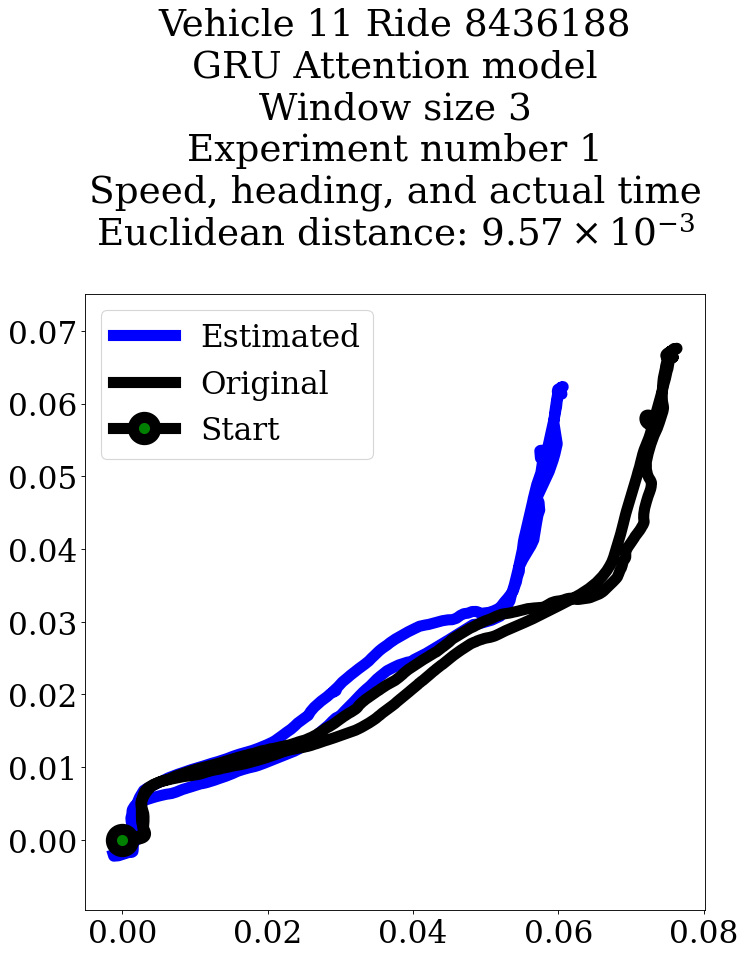 Vehicle 11 Ride 8436188
GRU Attention model
Window size 3
Experiment number 1
Speed, heading, and actual time
Euclidean distance: 9.57 × 10⁻³
Estimated
Original
Start
0.07
0.06
0.05
0.04
0.03
0.02
0.01
0.00
0.00 0.02 0.04 0.06 0.08